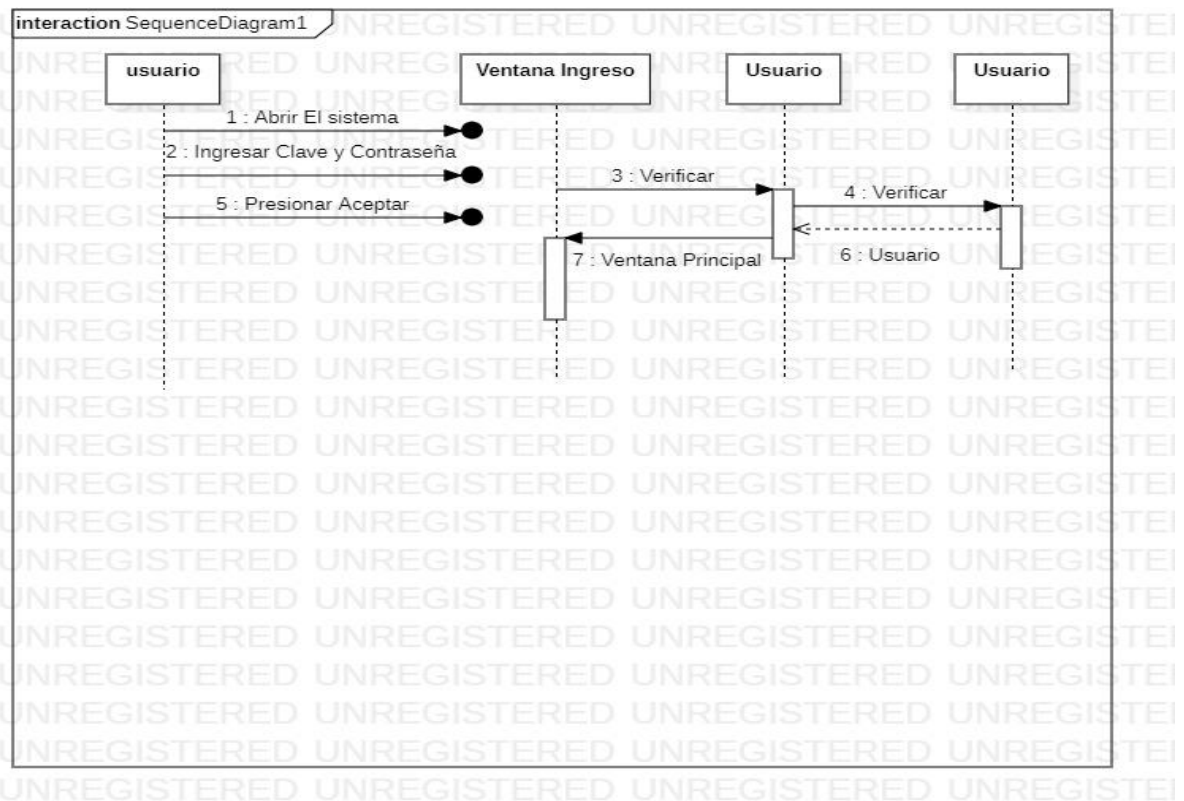 interaction SequenceDiagram1
usuario
Ventana Ingreso
Usuario
Usuario
1 : Abrir El sistema
2 : Ingresar Clave y Contraseña
3 : Verificar
4 : Verificar
5 : Presionar Aceptar
6 : Usuario
7 : Ventana Principal
UNREGISTERED